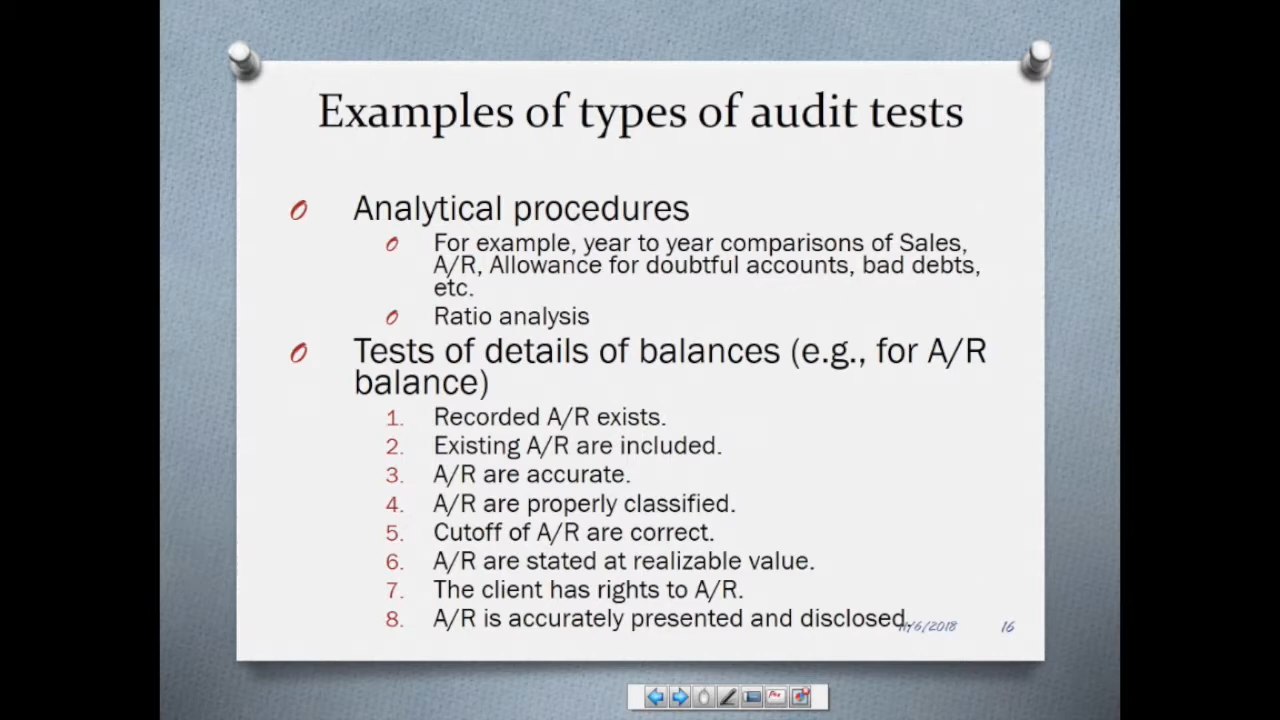 Examples of types of audit tests
Analytical procedures
For example, year to year comparisons of Sales,
A/R, Allowance for doubtful accounts, bad debts,
etc.
Ratio analysis
Tests of details of balances (e.g., for A/R
balance)
1. Recorded A/R exists.
2. Existing A/R are included.
3. A/R are accurate.
4. A/R are properly classified.
5. Cutoff of A/R are correct.
6. A/R are stated at realizable value.
7. The client has rights to A/R.
8. A/R is accurately presented and disclosed.
16